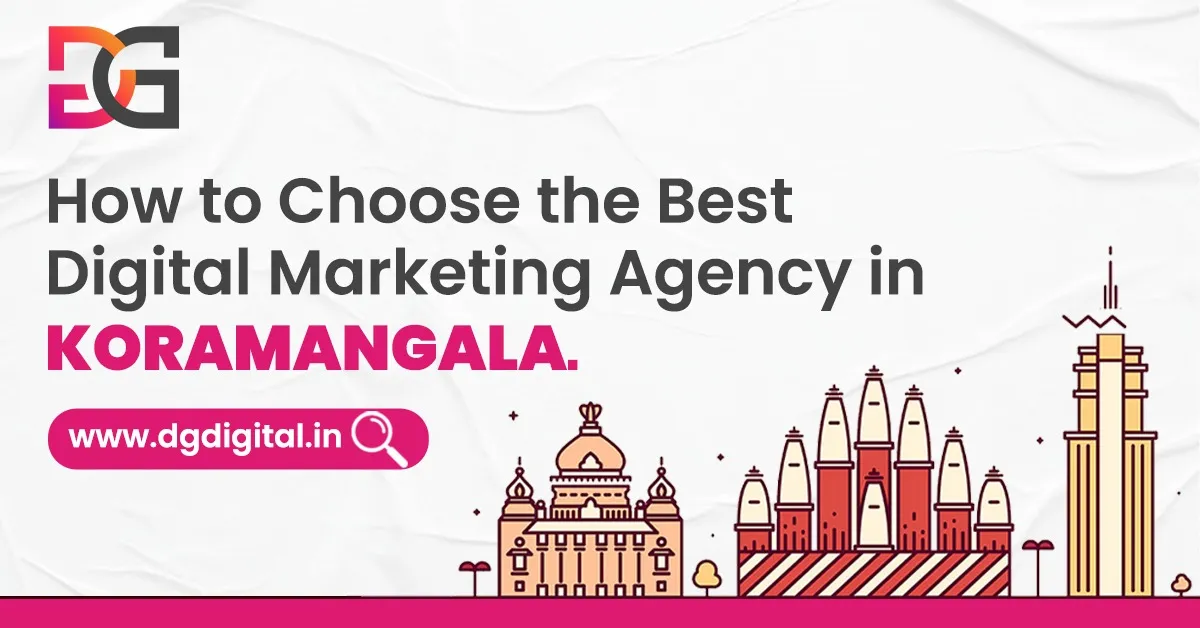 DG
How to Choose the Best
Digital Marketing Agency in
KORAMANGALA.
www.dgdigital.in